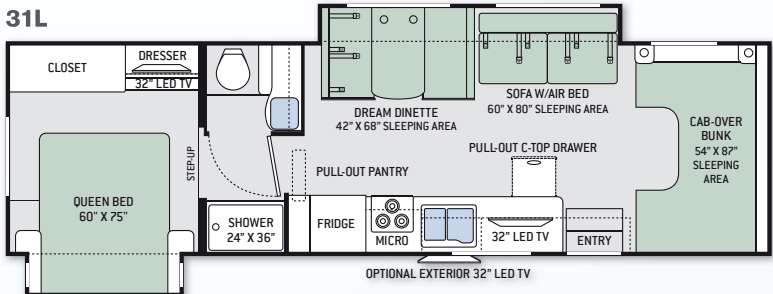 31L
CLOSET
DRESSER
32" LED TV
STEP-UP
QUEEN BED
60" X 75"
SHOWER
24" X 36"
DREAM DINETTE
42" X 68" SLEEPING AREA
SOFA W/AIR BED
60" X 80" SLEEPING AREA
CAB-OVER
BUNK
54" X 87"
SLEEPING
AREA
PULL-OUT PANTRY
PULL-OUT C-TOP DRAWER
FRIDGE
MICRO
32" LED TV
ENTRY
OPTIONAL EXTERIOR 32" LED TV